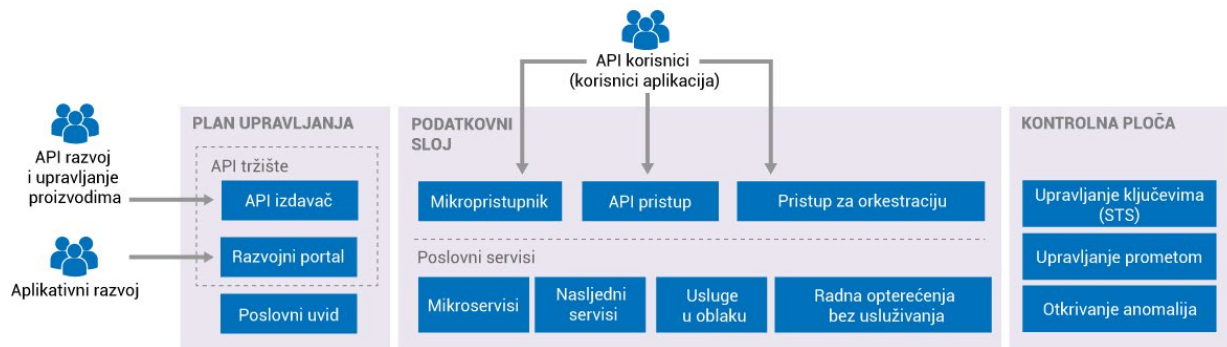 API korisnici
(korisnici aplikacija)
API razvoj
i upravljanje
proizvodima
Aplikativni razvoj
PLAN UPRAVLJANJA
API tržište
API izdavač
Razvojni portal
Poslovni uvid
PODATKOVNI
SLOJ
Mikropristupnik
API pristup
Pristup za orkestraciju
Poslovni servisi
Mikroservisi
Nasljedni
servisi
Usluge
u oblaku
Radna opterećenja
bez usluživanja
KONTROLNA PLOČA
Upravljanje ključevima
(STS)
Upravljanje prometom
Otkrivanje anomalija